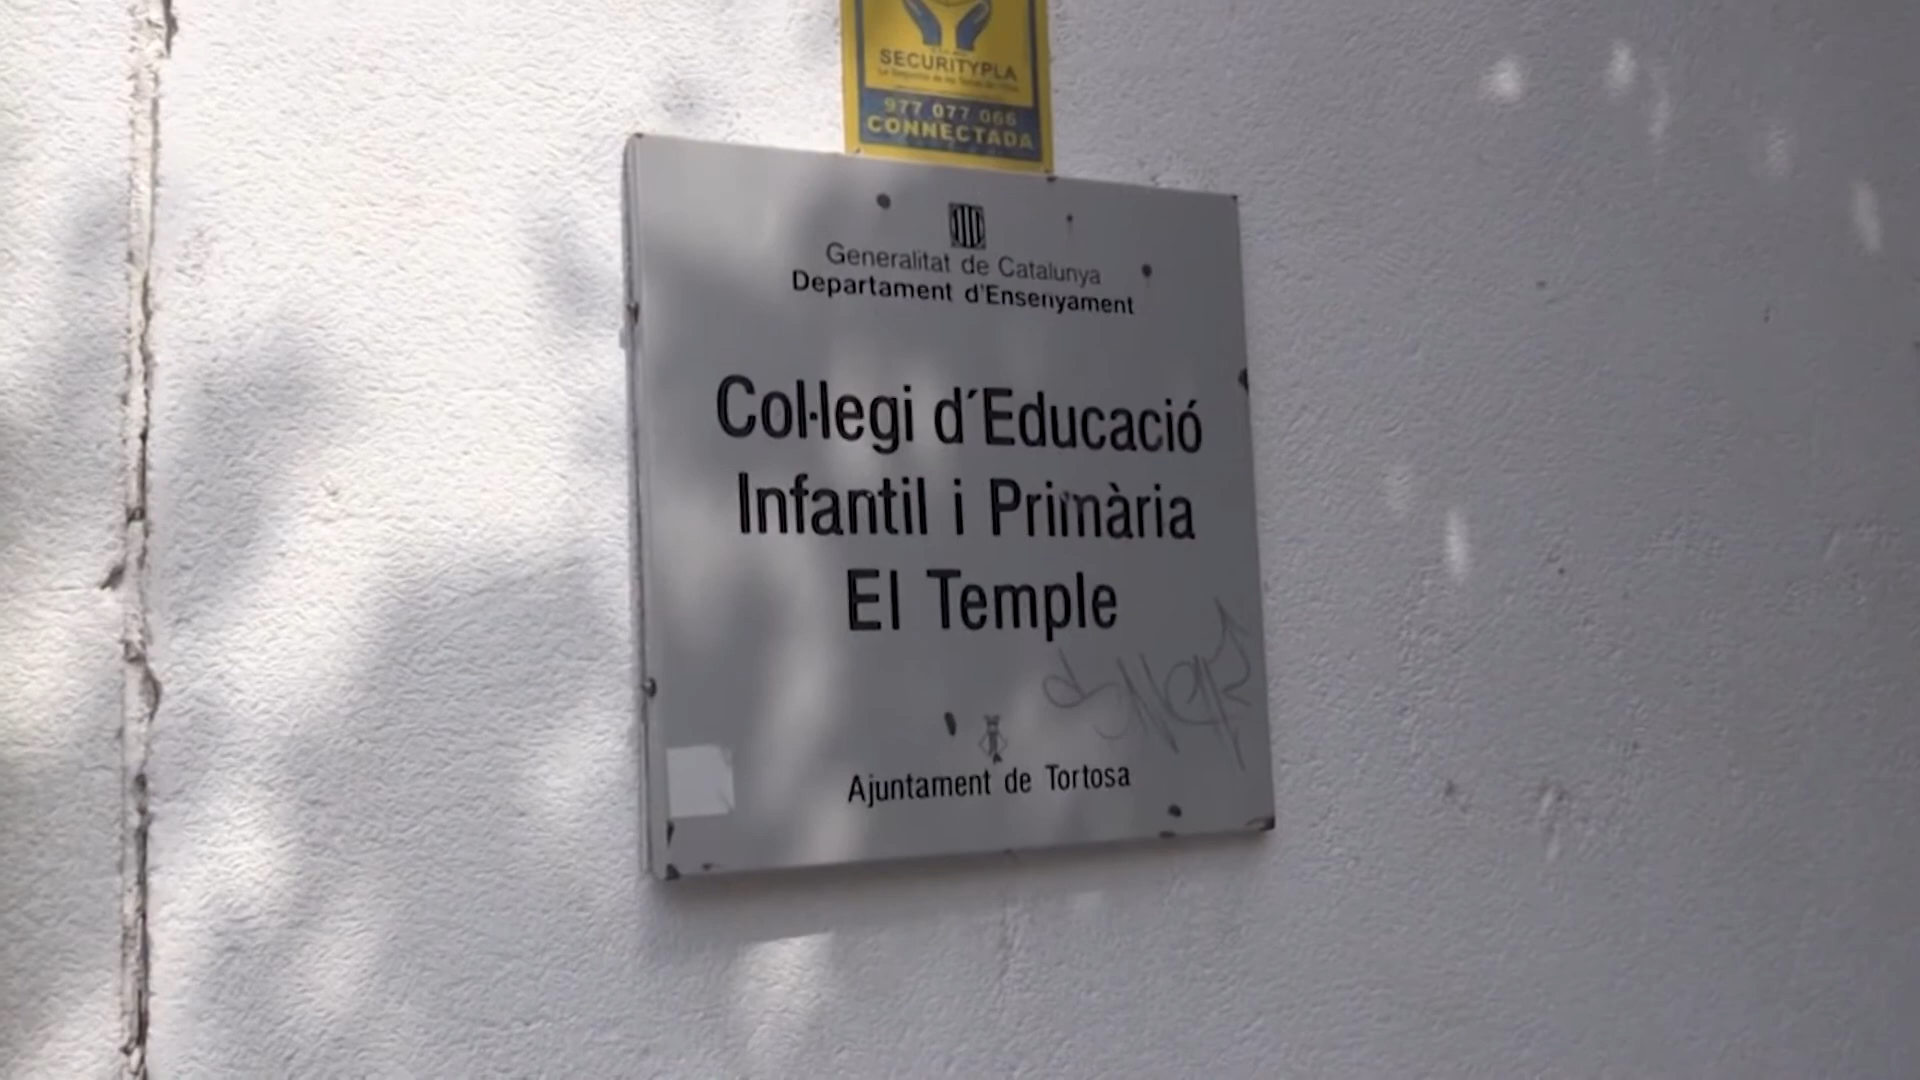 SECURITYPLA
977 077 066
CONNECTADA
Generalitat de Catalunya
Departament d'Ensenyament
Col·legi d´Educació
Infantil i Primària
El Temple
Ajuntament de Tortosa